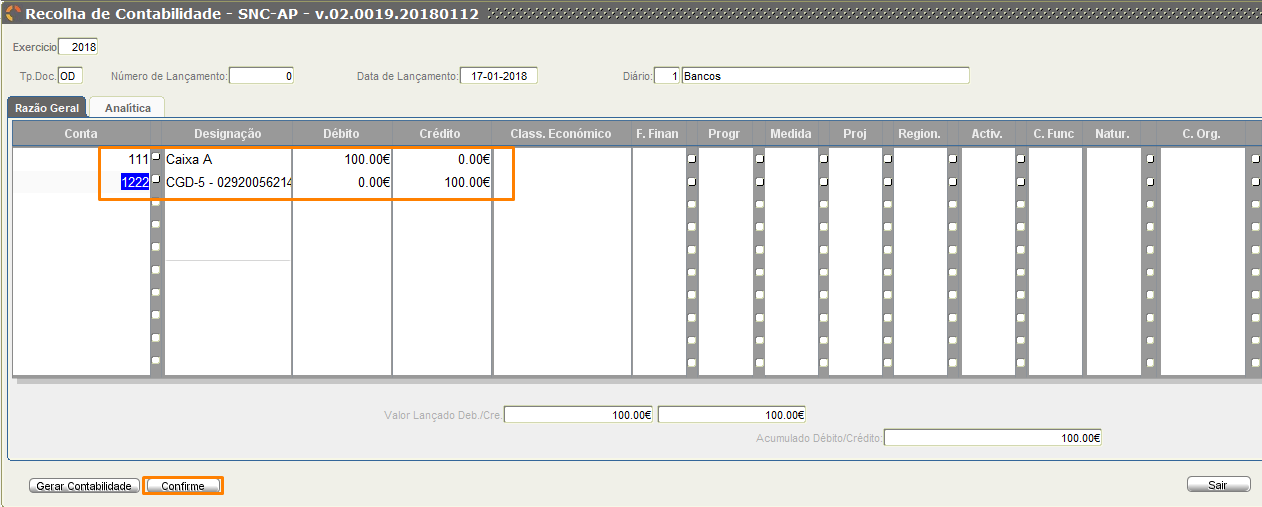 Recolha de Contabilidade - SNC-AP - v.02.0019.20180112
Exercicio 2018
Tp.Doc. OD Número de Lançamento: 0 Data de Lançamento: 17-01-2018 Diário: 1 Bancos
Razão Geral Analítica
Conta Designação Débito Crédito Class. Económico F. Finan Progr Medida Proj Region. Activ. C. Func Natur. C. Org.
111 Caixa A 100.00€ 0.00€
1222 CGD-5 - 02920056214 0.00€ 100.00€
Valor Lançado Deb./Cre. 100.00€ 100.00€
Acumulado Débito/Crédito: 100.00€
Gerar Contabilidade Confirme Sair